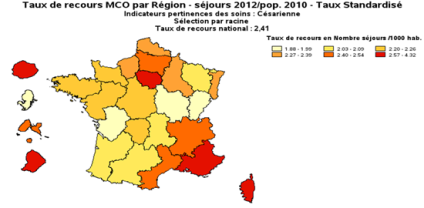 Taux de recours MCO par Région - séjours 2012/pop. 2010 - Taux Standardisé
Indicateurs pertinences des soins : Césarienne
Sélection par racine
Taux de recours national : 2,41
Taux de recours en Nombre séjours /1000 hab.
1.88 - 1.99
2.03 - 2.09
2.20 - 2.26
2.27 - 2.39
2.40 - 2.54
2.57 - 4.32